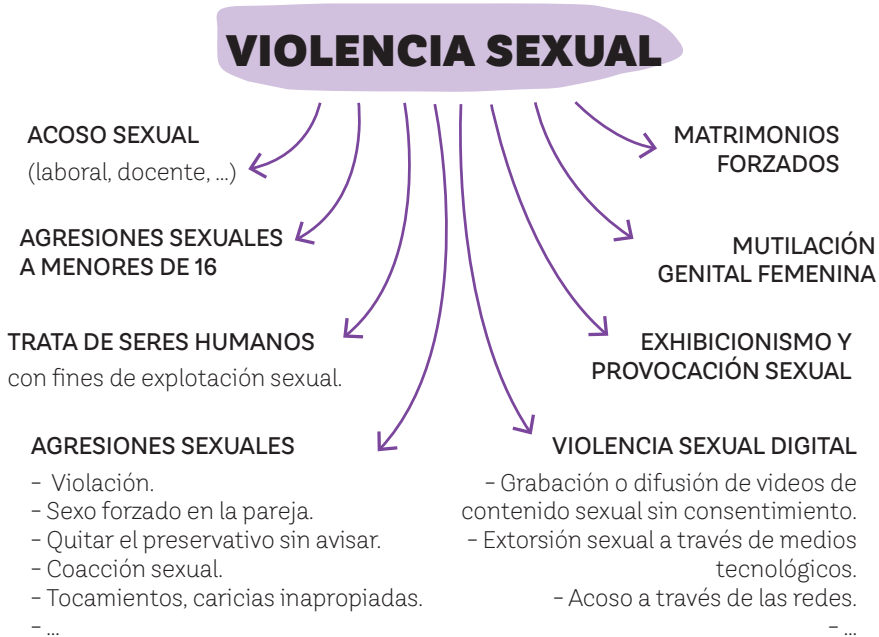 VIOLENCIA SEXUAL
ACOSO SEXUAL
(laboral, docente, ...)
AGRESIONES SEXUALES
A MENORES DE 16
TRATA DE SERES HUMANOS
con fines de explotación sexual.
AGRESIONES SEXUALES
- Violación.
- Sexo forzado en la pareja.
- Quitar el preservativo sin avisar.
- Coacción sexual.
- Tocamientos, caricias inapropiadas.
- ...
MATRIMONIOS
FORZADOS
MUTILACIÓN
GENITAL FEMENINA
EXHIBICIONISMO Y
PROVOCACIÓN SEXUAL
VIOLENCIA SEXUAL DIGITAL
- Grabación o difusión de videos de
contenido sexual sin consentimiento.
- Extorsión sexual a través de medios
tecnológicos.
- Acoso a través de las redes.
- ...